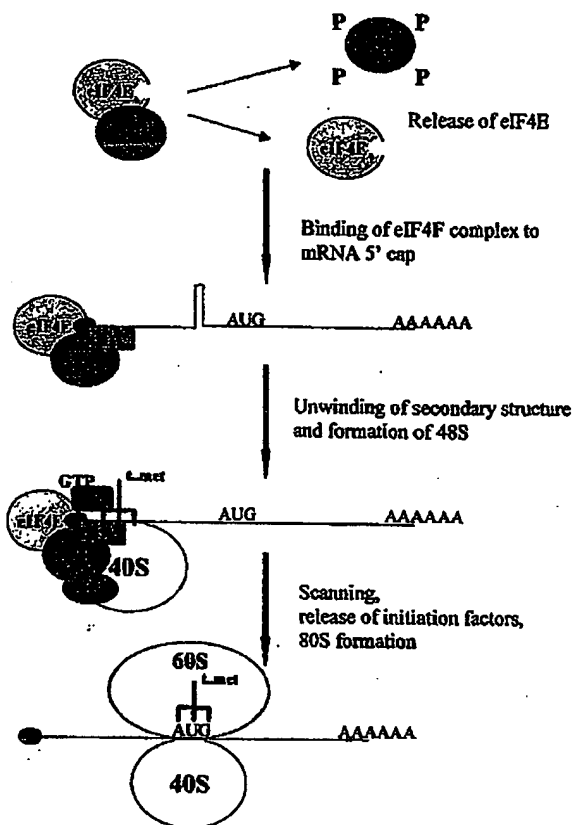 P P
eIF4E
P P
eIF4E
Release of eIF4E
Binding of eIF4F complex to
mRNA 5' cap
eIF4E
AUG
AAAAAA
Unwinding of secondary structure
and formation of 48S
GTP
t-met
eIF4E
AUG
AAAAAA
40S
Scanning,
release of initiation factors,
80S formation
60S
t-met
AUG
AAAAAA
40S